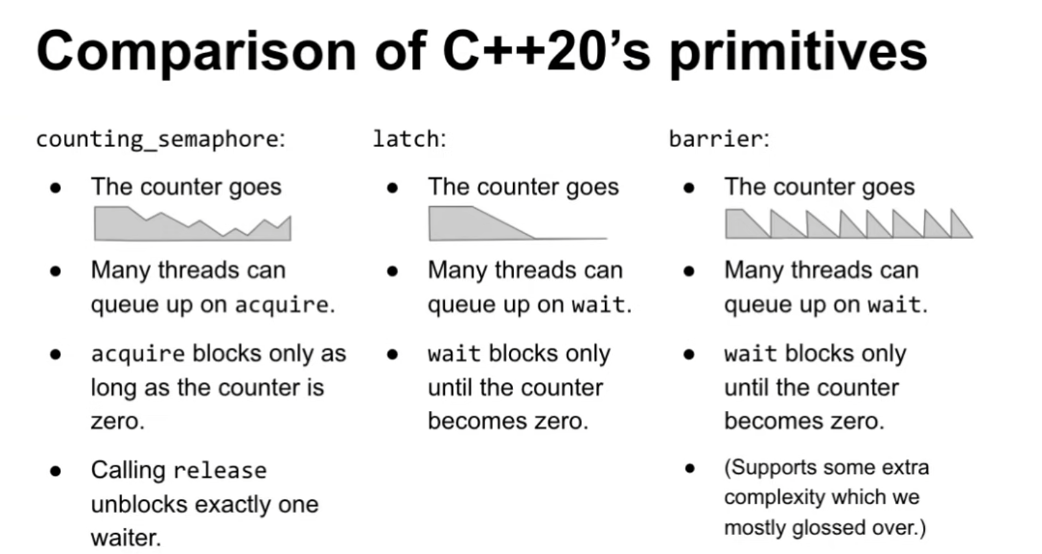 Comparison of C++20’s primitives
counting_semaphore:
● The counter goes
● Many threads can
queue up on acquire.
● acquire blocks only as
long as the counter is
zero.
● Calling release
unblocks exactly one
waiter.
latch:
● The counter goes
● Many threads can
queue up on wait.
● wait blocks only
until the counter
becomes zero.
barrier:
● The counter goes
● Many threads can
queue up on wait.
● wait blocks only
until the counter
becomes zero.
● (Supports some extra
complexity which we
mostly glossed over.)